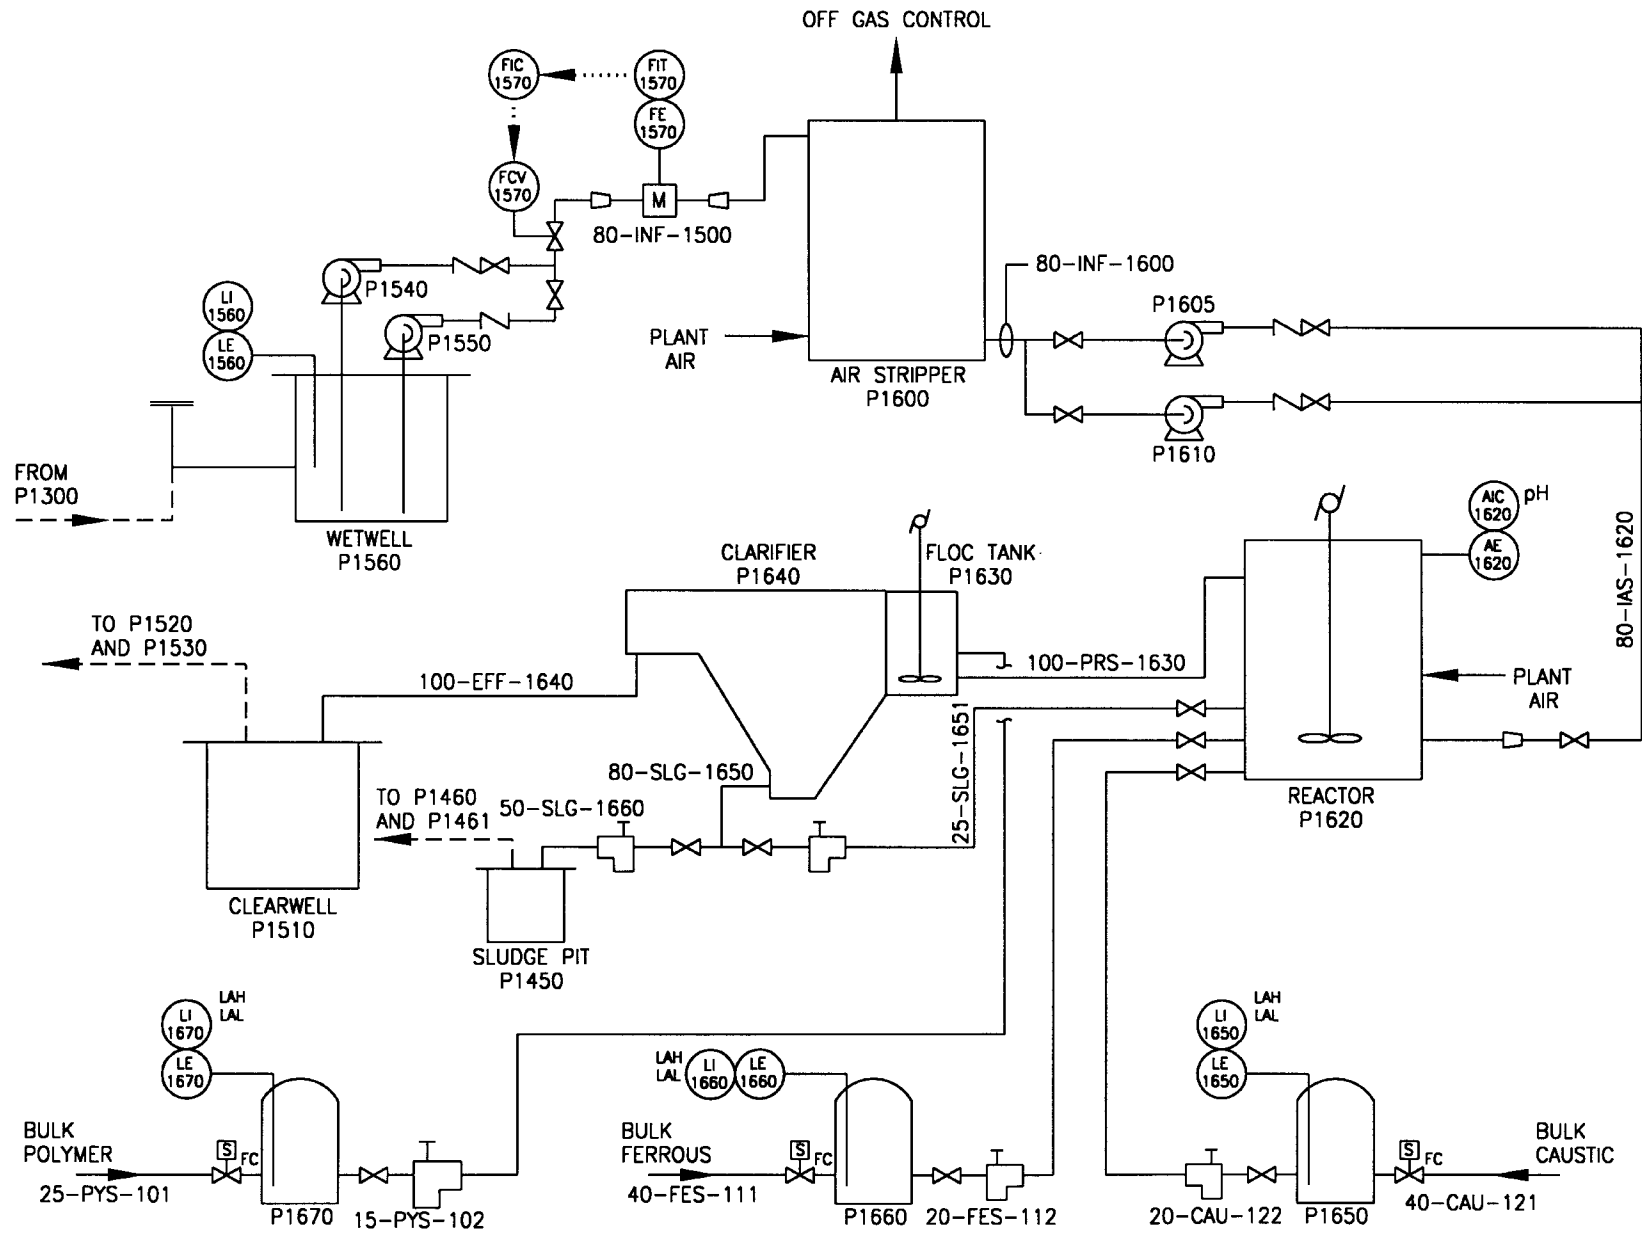 OFF GAS CONTROL
FIC
1570
FIT
1570
FE
1570
FCV
1570
M
80-INF-1500
P1540
P1550
LI
1560
LE
1560
PLANT
AIR
AIR STRIPPER
P1600
80-INF-1600
P1605
P1610
FROM
P1300
WETWELL
P1560
CLARIFIER
P1640
FLOC TANK
P1630
AIC
1620
pH
AE
1620
80-IAS-1620
TO P1520
AND P1530
100-EFF-1640
100-PRS-1630
PLANT
AIR
25-SLG-1651
80-SLG-1650
50-SLG-1660
TO P1460
AND P1461
REACTOR
P1620
CLEARWELL
P1510
SLUDGE PIT
P1450
LI
1670
LAH
LAL
LE
1670
LAH
LAL
LI
1660
LE
1660
LI
1650
LAH
LAL
LE
1650
BULK
POLYMER
S
FC
25-PYS-101
P1670
15-PYS-102
BULK
FERROUS
S
FC
40-FES-111
P1660
20-FES-112
20-CAU-122
P1650
S
FC
BULK
CAUSTIC
40-CAU-121